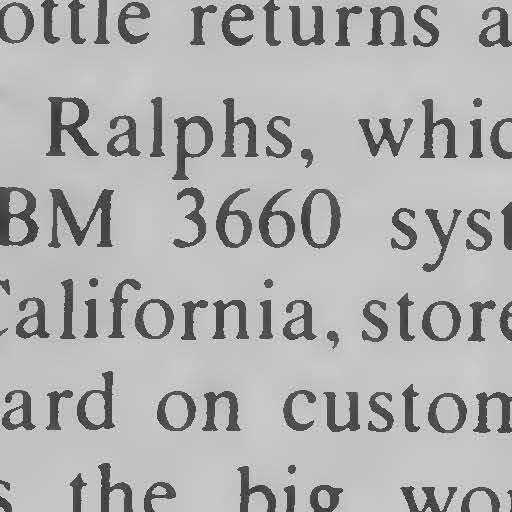 ottle returns a
Ralphs, whic
BM 3660 syst
California, store
ard on custom
s the big wor